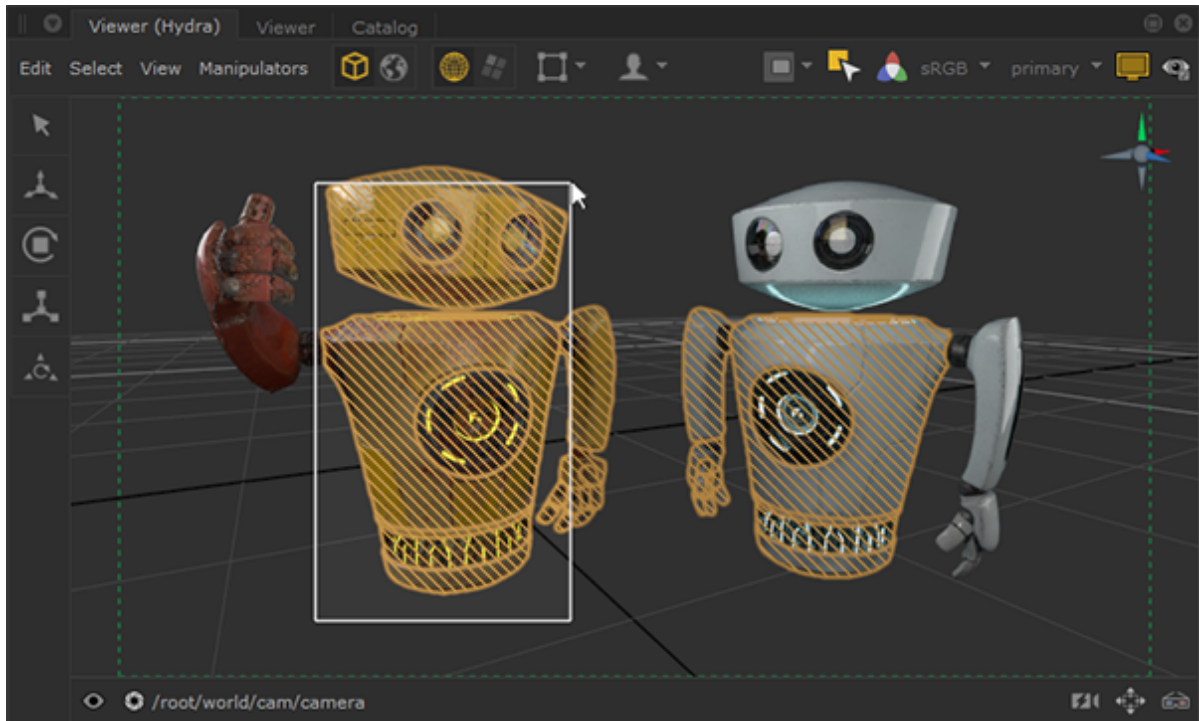 Viewer (Hydra) Viewer Catalog
Edit Select View Manipulators sRGB primary
/root/world/cam/camera